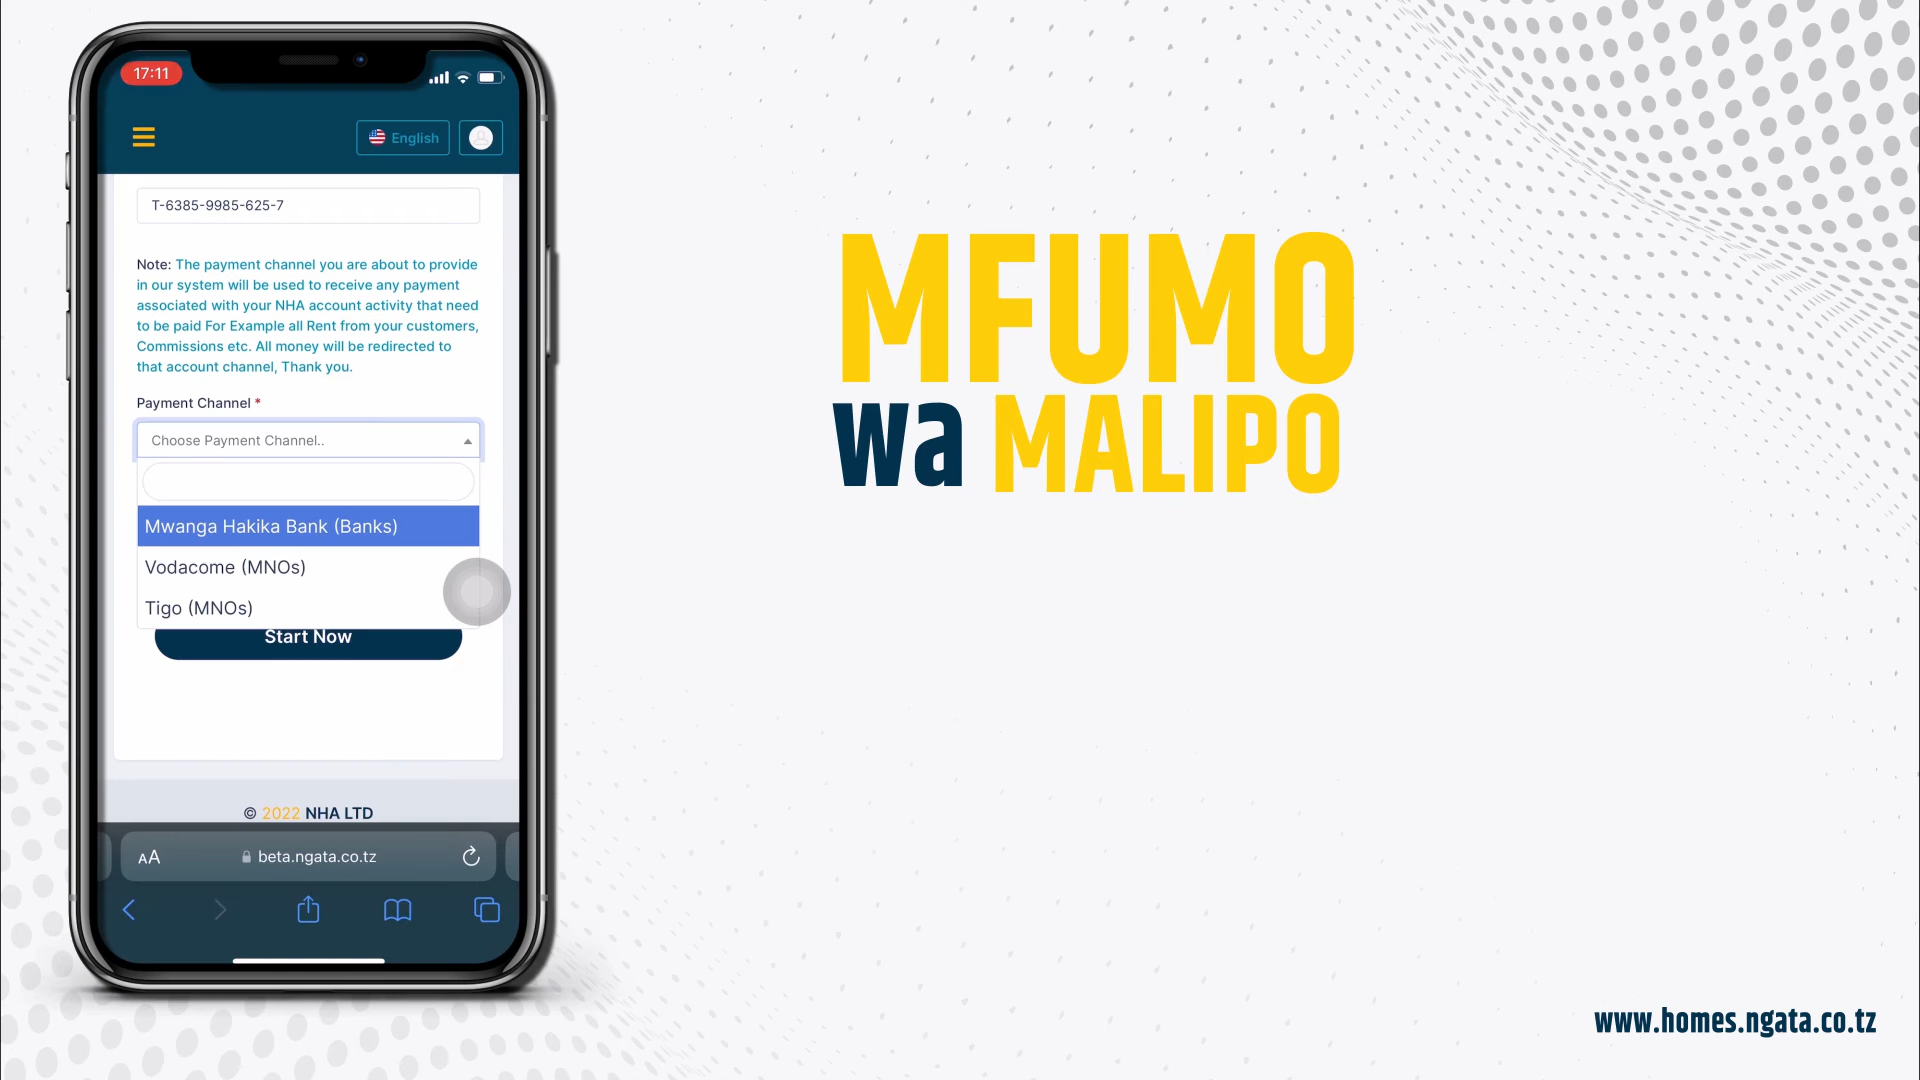 17:11
English
T-6385-9985-625-7
Note: The payment channel you are about to provide
in our system will be used to receive any payment
associated with your NHA account activity that need
to be paid For Example all Rent from your customers,
Commissions etc. All money will be redirected to
that account channel, Thank you.
Payment Channel *
Choose Payment Channel..
Mwanga Hakika Bank (Banks)
Vodacome (MNOs)
Tigo (MNOs)
Start Now
© 2022 NHA LTD
AA beta.ngata.co.tz
MFUMO
wa MALIPO
www.homes.ngata.co.tz